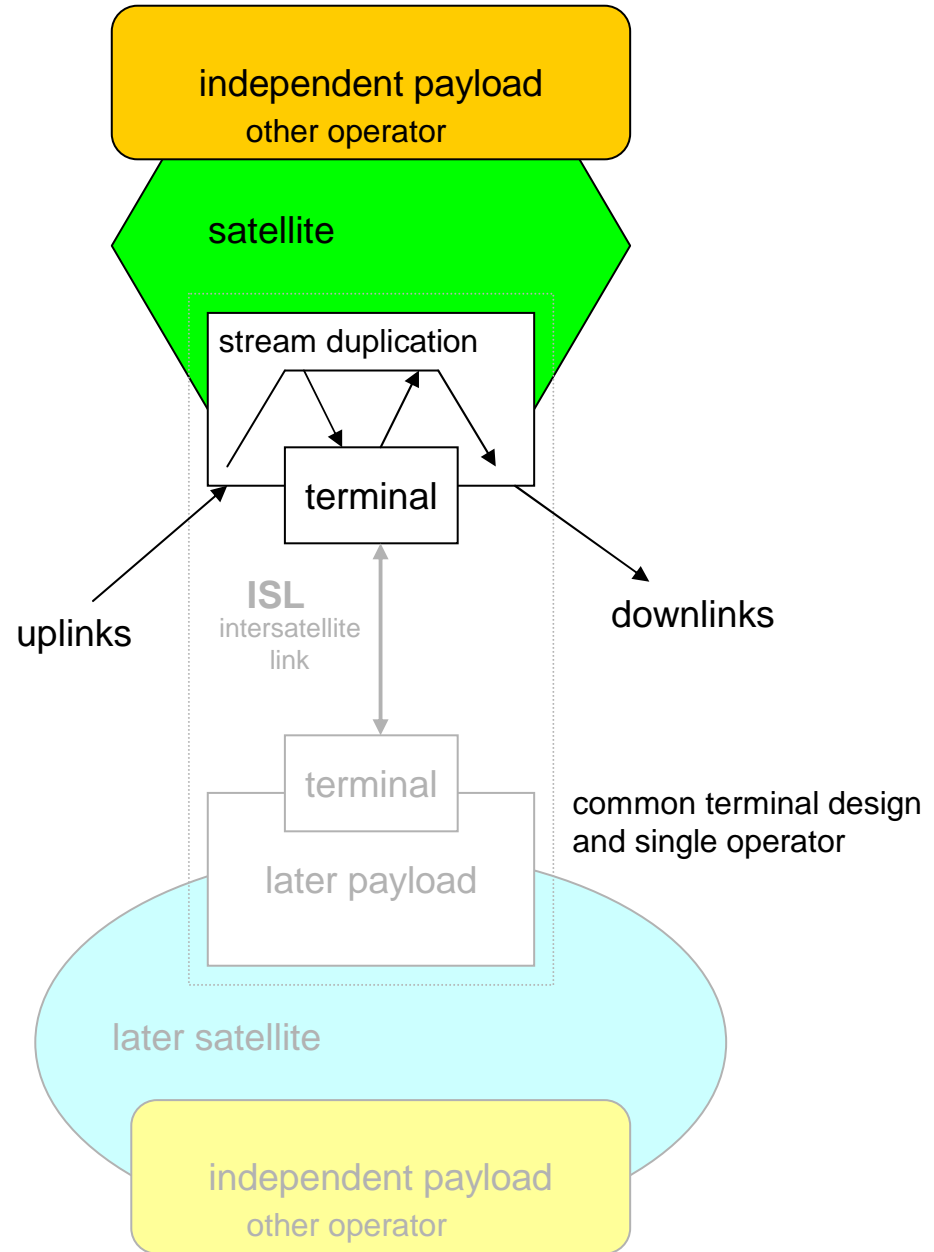 independent payload
other operator
satellite
stream duplication
terminal
uplinks
ISL
intersatellite
link
downlinks
terminal
common terminal design
and single operator
later payload
later satellite
independent payload
other operator